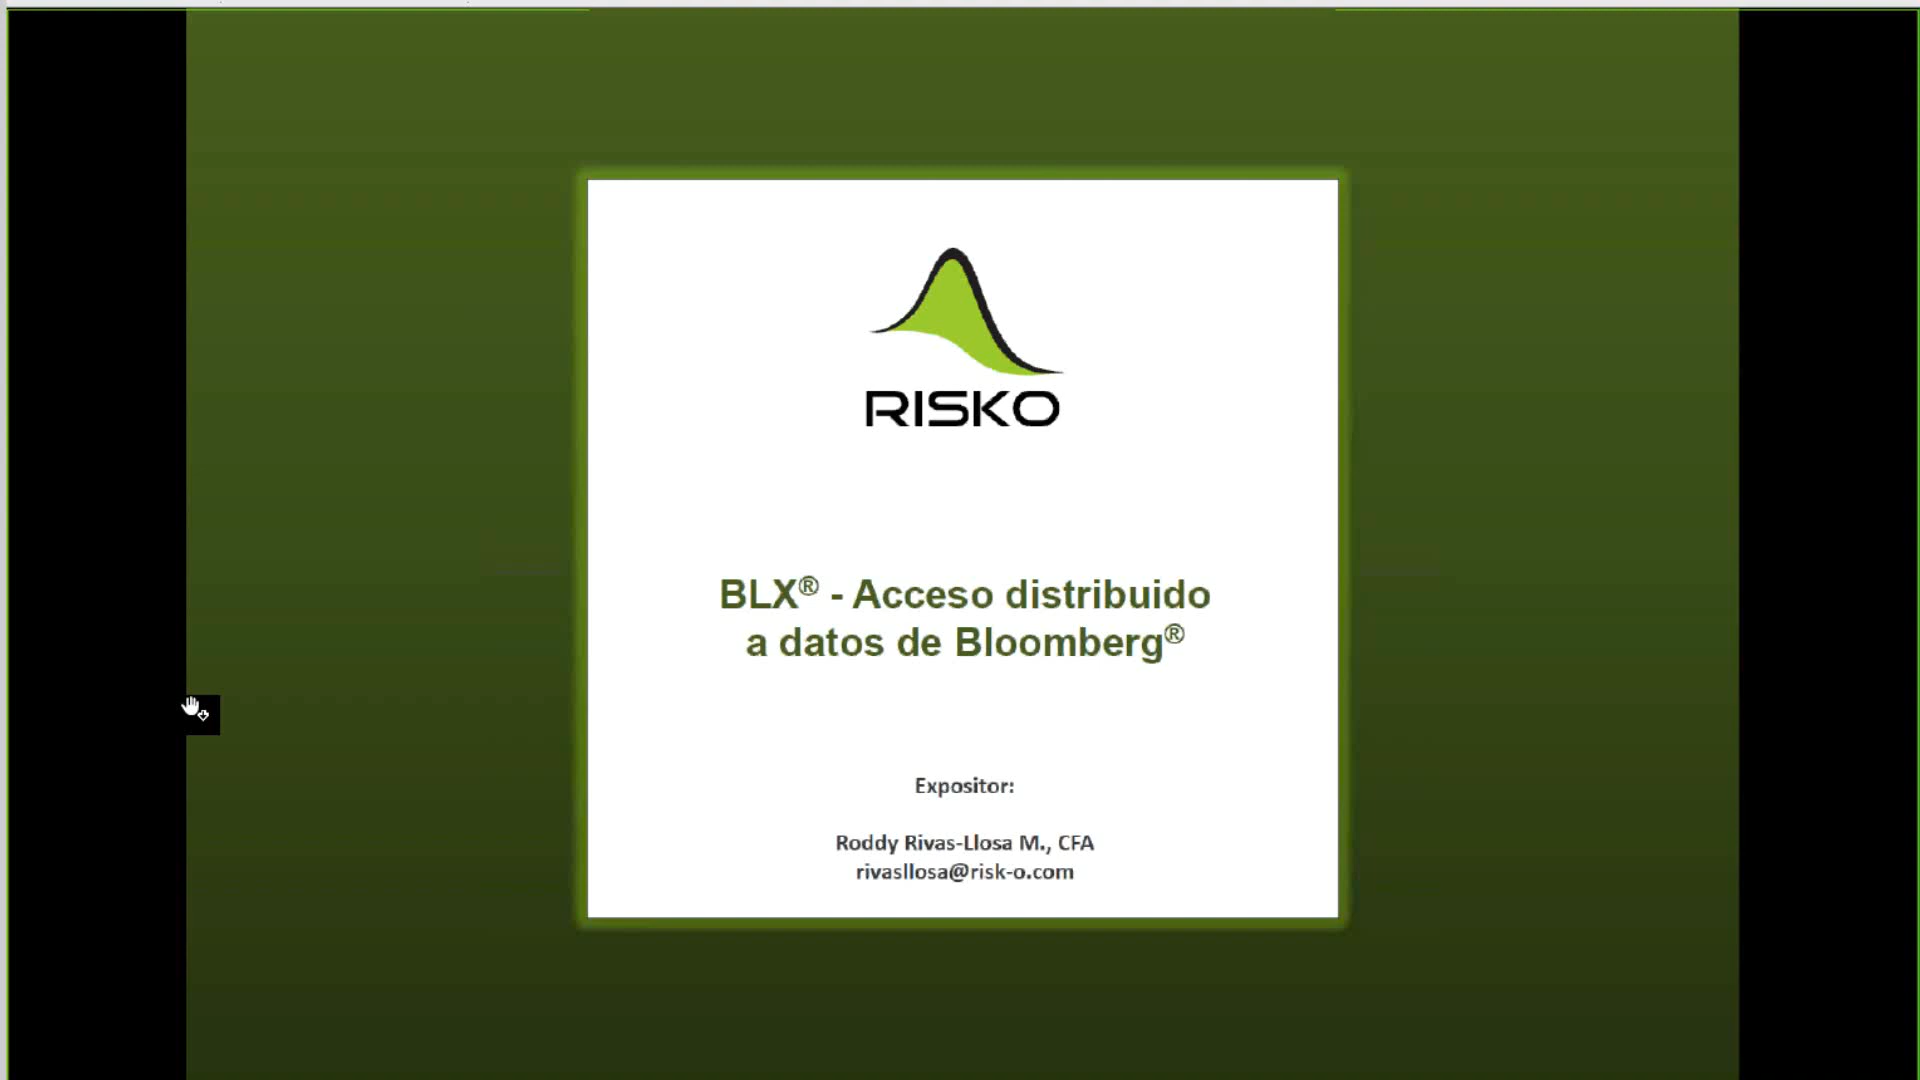 RISKO
BLX® - Acceso distribuido
a datos de Bloomberg®
Expositor:
Roddy Rivas-Llosa M., CFA
rivasllosa@risk-o.com